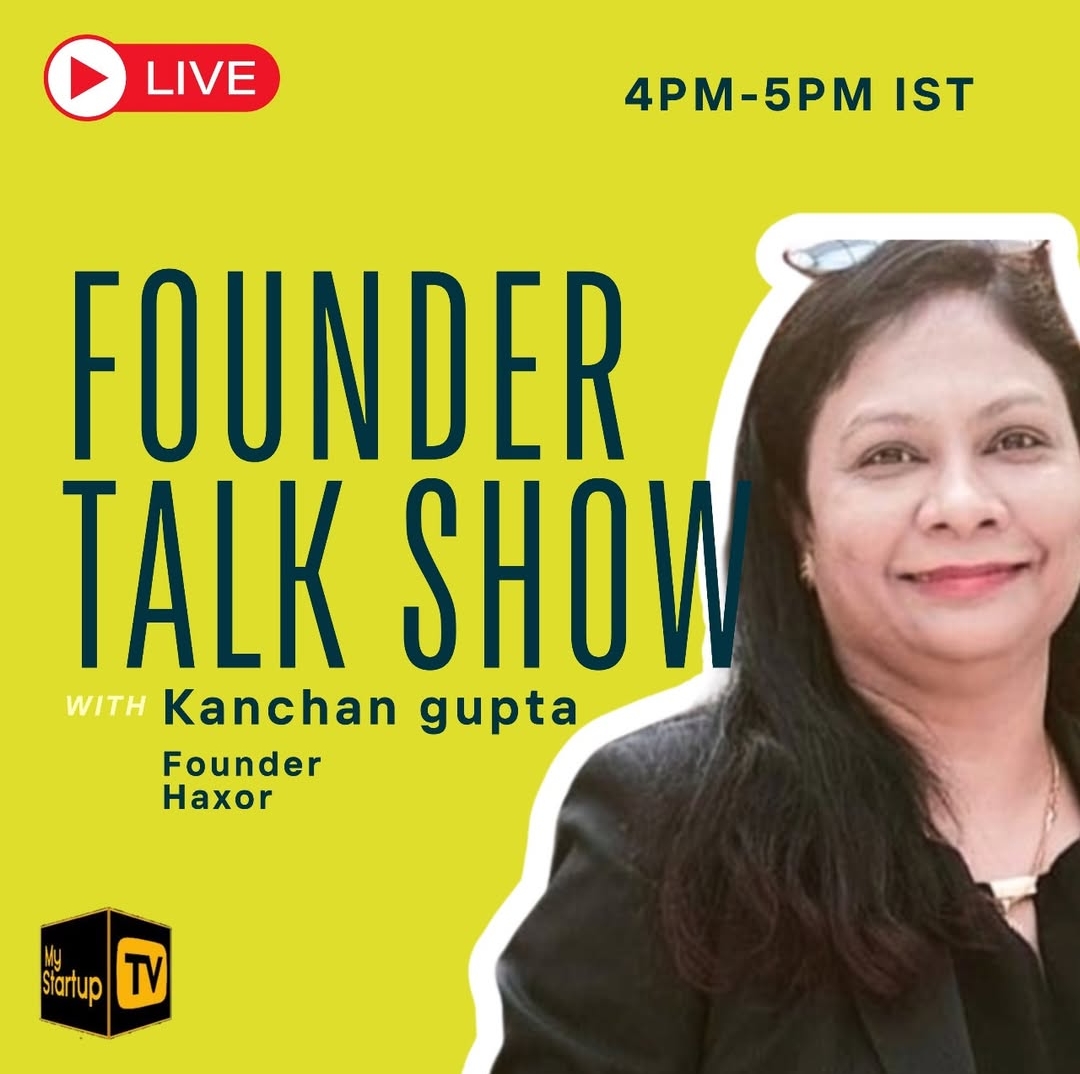 LIVE
4PM-5PM IST
FOUNDER
TALK SHOW
WITH Kanchan gupta
Founder
Haxor
My
Startup
TV